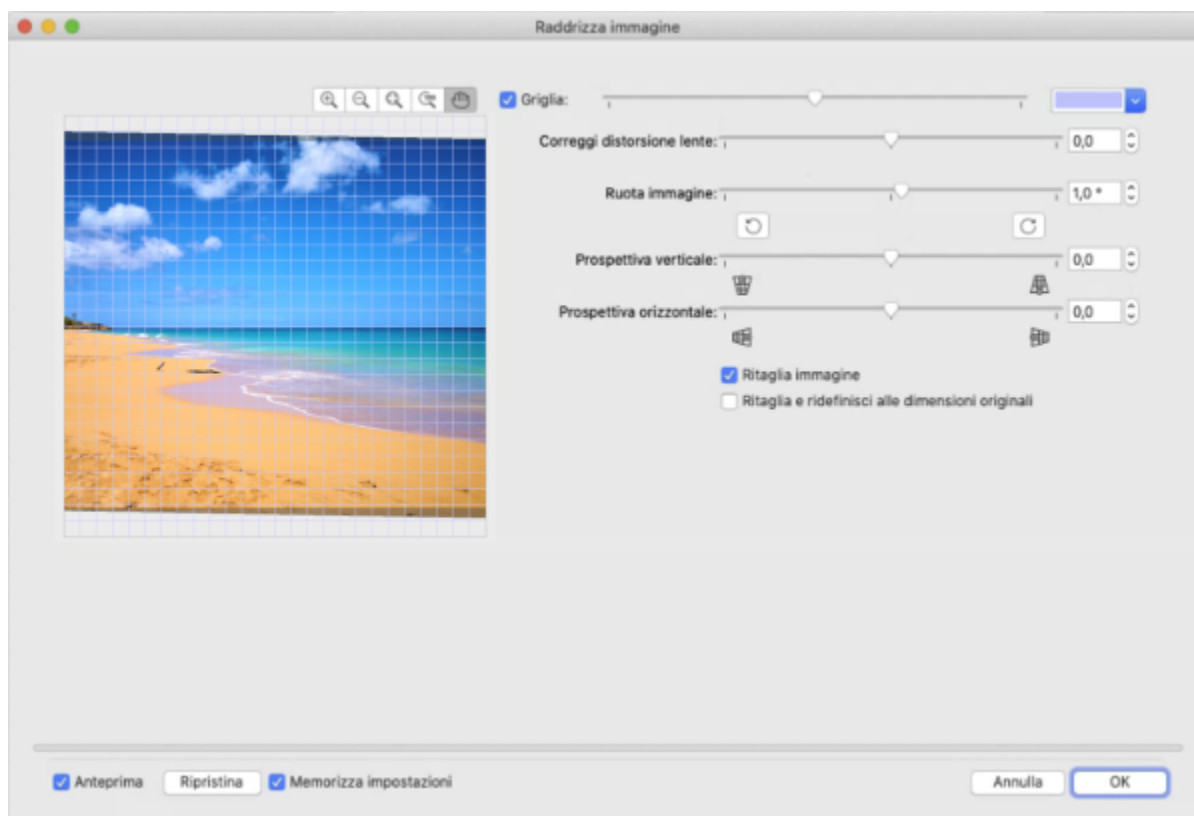 Raddrizza immagine
Griglia:
Correggi distorsione lente: 0,0
Ruota immagine: 1,0 °
Prospettiva verticale: 0,0
Prospettiva orizzontale: 0,0
Ritaglia immagine
Ritaglia e ridefinisci alle dimensioni originali
Anteprima Ripristina Memorizza impostazioni Annulla OK